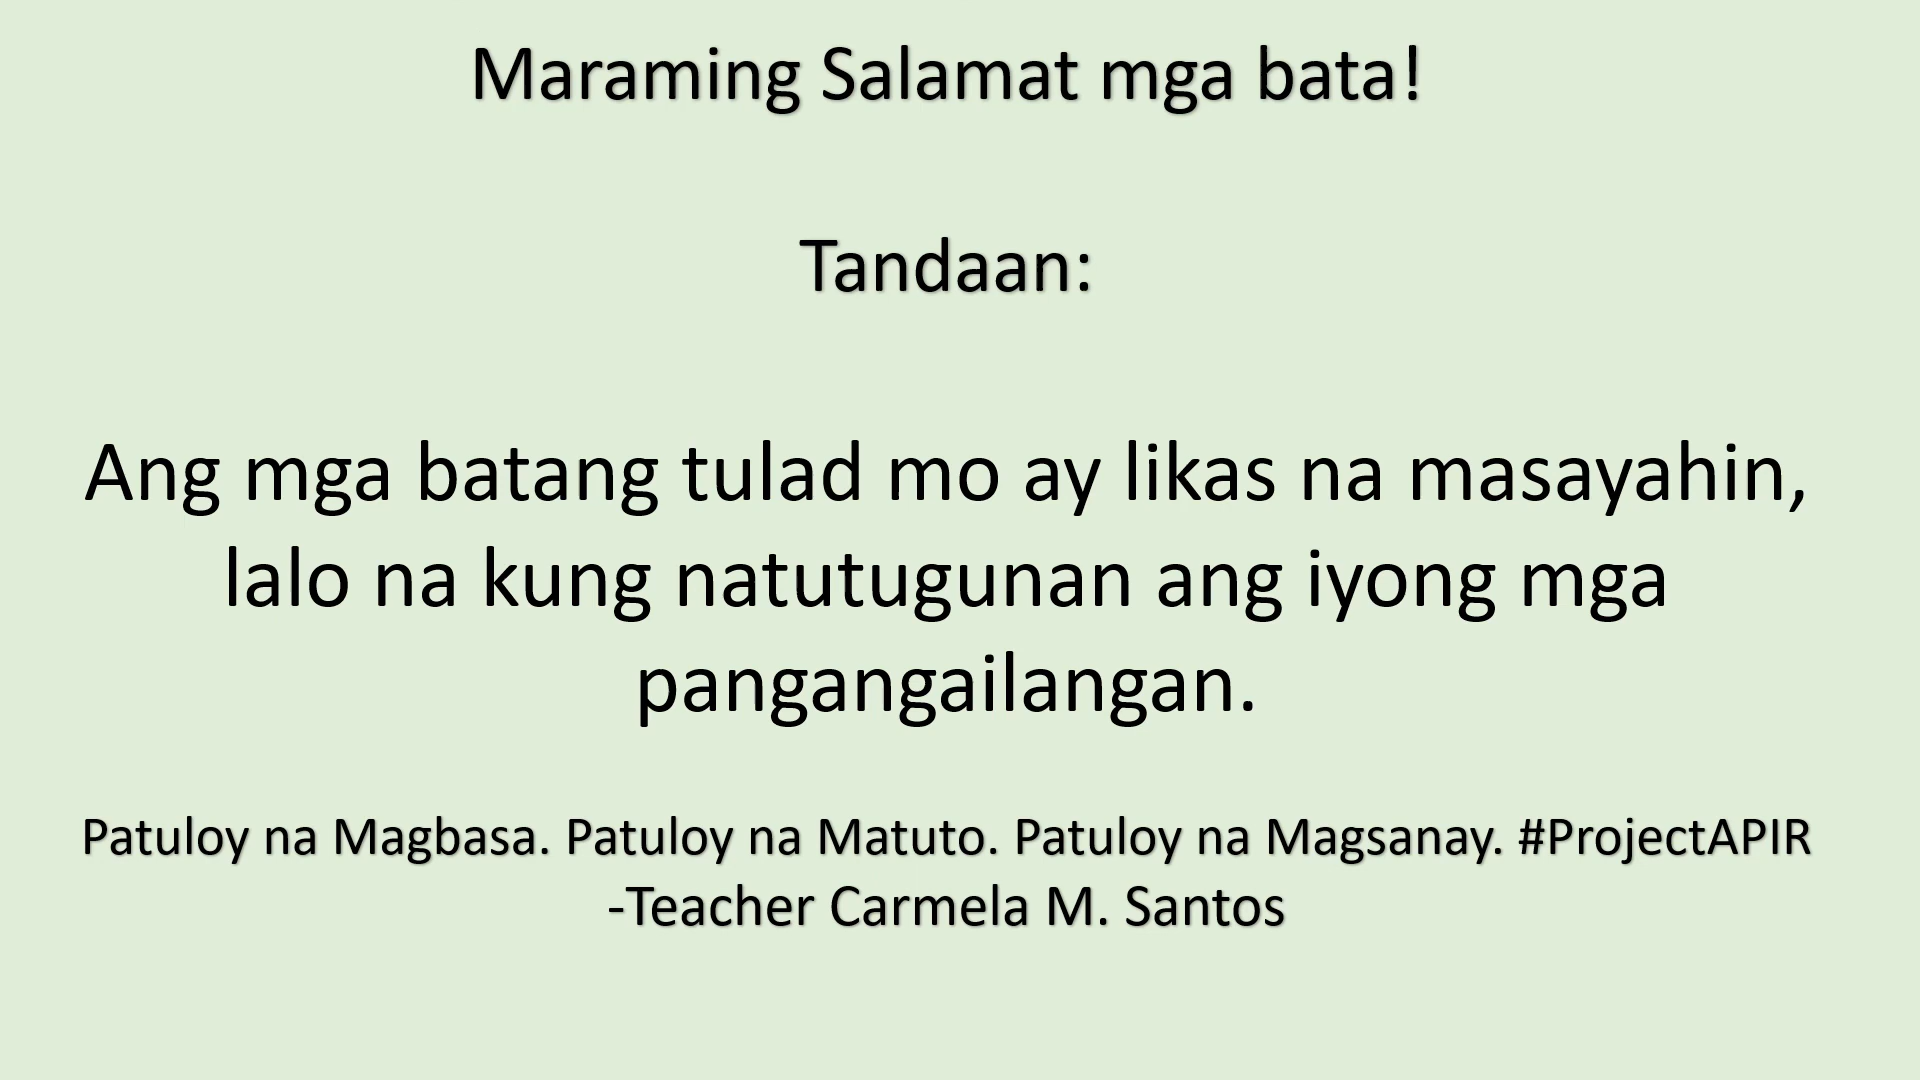 Maraming Salamat mga bata!
Tandaan:
Ang mga batang tulad mo ay likas na masayahin,
lalo na kung natutugunan ang iyong mga
pangangailangan.
Patuloy na Magbasa. Patuloy na Matuto. Patuloy na Magsanay. #ProjectAPIR
-Teacher Carmela M. Santos